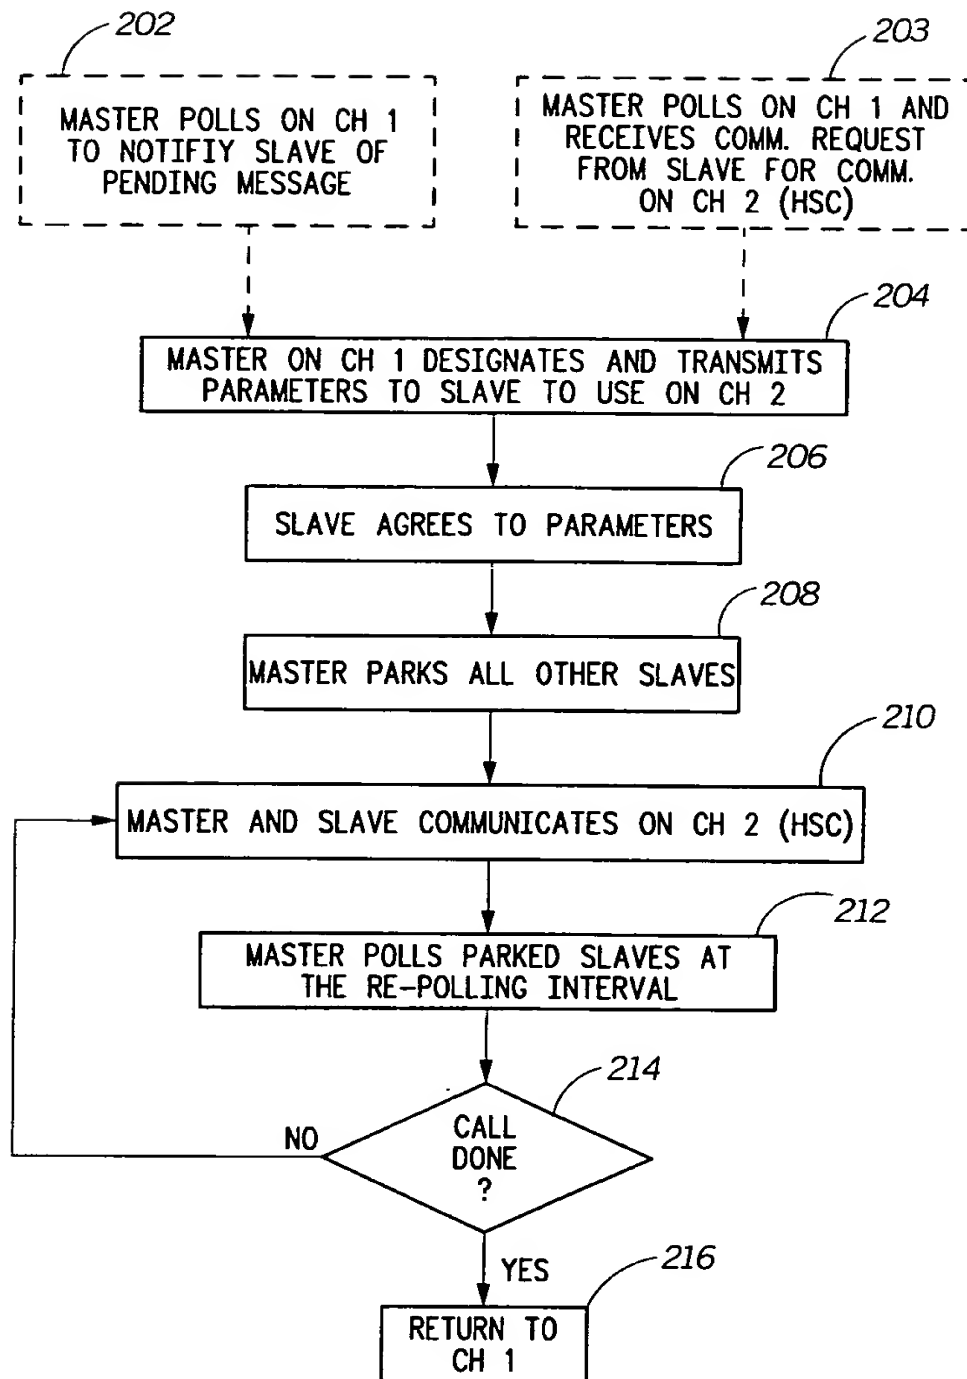 202
MASTER POLLS ON CH 1
TO NOTIFIY SLAVE OF
PENDING MESSAGE
203
MASTER POLLS ON CH 1 AND
RECEIVES COMM. REQUEST
FROM SLAVE FOR COMM.
ON CH 2 (HSC)
204
MASTER ON CH 1 DESIGNATES AND TRANSMITS
PARAMETERS TO SLAVE TO USE ON CH 2
206
SLAVE AGREES TO PARAMETERS
208
MASTER PARKS ALL OTHER SLAVES
210
MASTER AND SLAVE COMMUNICATES ON CH 2 (HSC)
212
MASTER POLLS PARKED SLAVES AT
THE RE-POLLING INTERVAL
214
CALL
DONE
?
NO
YES
216
RETURN TO
CH 1